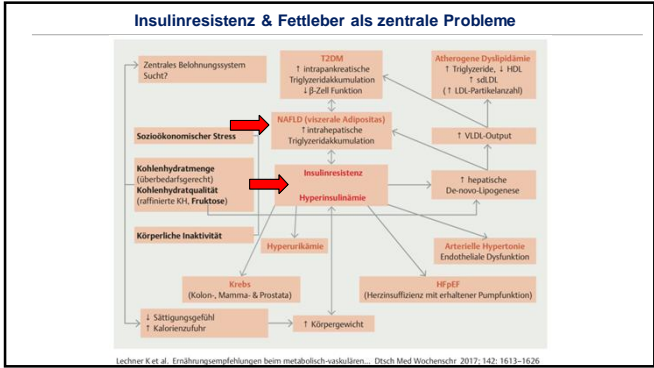 Insulinresistenz & Fettleber als zentrale Probleme
Zentrales Belohnungssystem
Sucht?
T2DM
↑ intrapankreatische
Triglyzeridakkumulation
↓ β-Zell Funktion
Atherogene Dyslipidämie
↑ Triglyzeride, ↓ HDL
↑ sdLDL
(↑ LDL-Partikelanzahl)
NAFLD (viszerale Adipositas)
↑ intrahepatische
Triglyzeridakkumulation
Sozioökonomischer Stress
↑ VLDL-Output
Kohlenhydratmenge
(überbedarfsgerecht)
Kohlenhydratqualität
(raffinierte KH, Fruktose)
Insulinresistenz
Hyperinsulinämie
↑ hepatische
De-novo-Lipogenese
Körperliche Inaktivität
Hyperurikämie
Arterielle Hypertonie
Endotheliale Dysfunktion
Krebs
(Kolon-, Mamma- & Prostata)
HFpEF
(Herzinsuffizienz mit erhaltener Pumpfunktion)
↓ Sättigungsgefühl
↑ Kalorienzufuhr
↑ Körpergewicht
Lechner K et al. Ernährungsempfehlungen beim metabolisch-vaskulären... Dtsch Med Wochenschr 2017; 142: 1613–1626